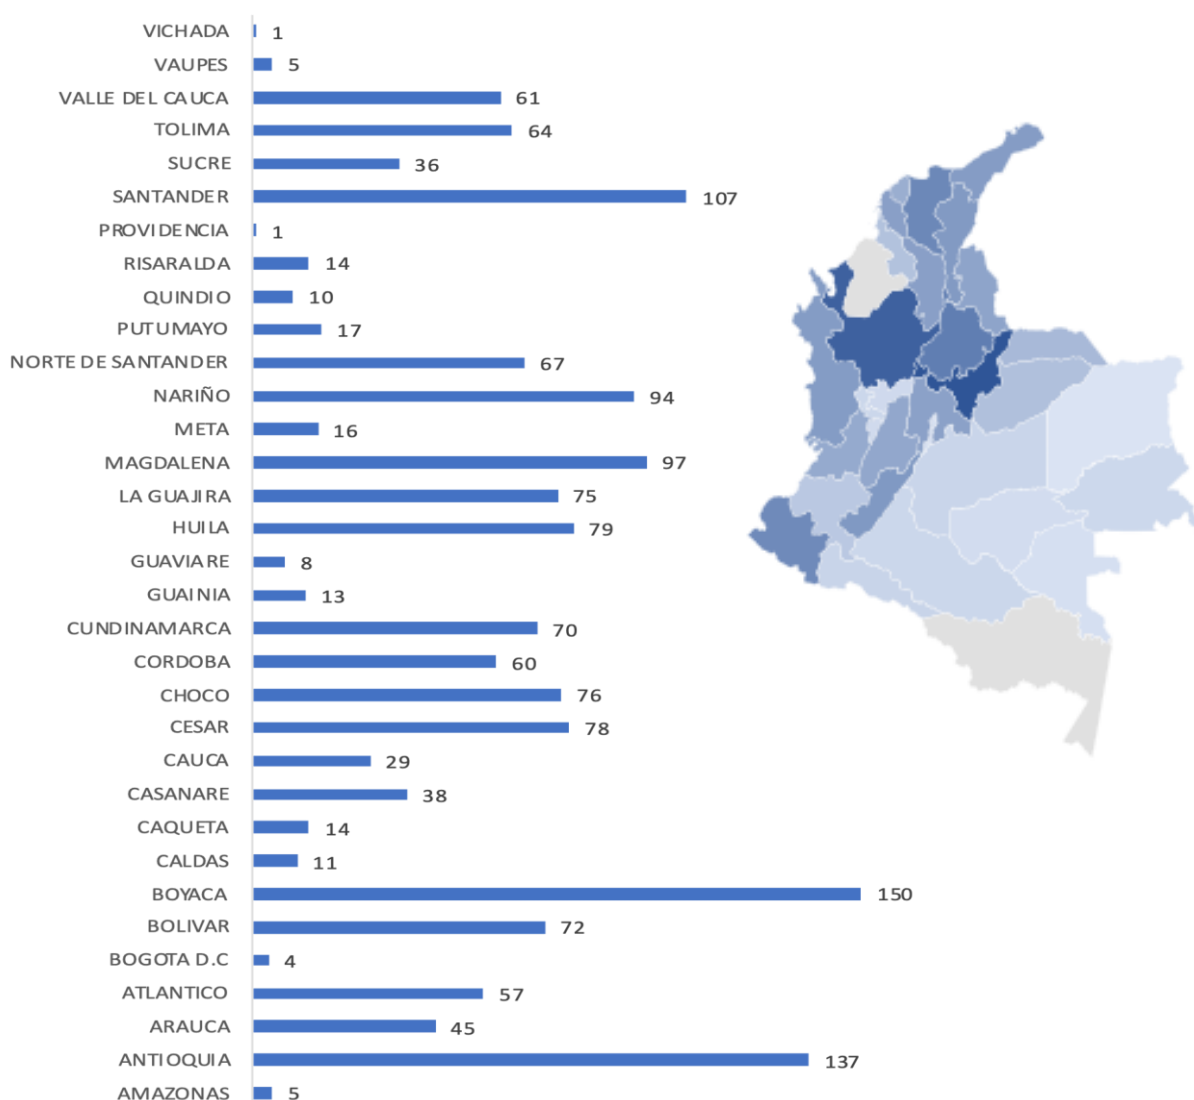 VICHADA 1
VAUPES 5
VALLE DEL CAUCA 61
TOLIMA 64
SUCRE 36
SANTANDER 107
PROVIDENCIA 1
RISARALDA 14
QUINDIO 10
PUTUMAYO 17
NORTE DE SANTANDER 67
NARIÑO 94
META 16
MAGDALENA 97
LA GUAJIRA 75
HUILA 79
GUAVIARE 8
GUAINIA 13
CUNDINAMARCA 70
CORDOBA 60
CHOCO 76
CESAR 78
CAUCA 29
CASANARE 38
CAQUETA 14
CALDAS 11
BOYACA 150
BOLIVAR 72
BOGOTA D.C 4
ATLANTICO 57
ARAUCA 45
ANTIOQUIA 137
AMAZONAS 5